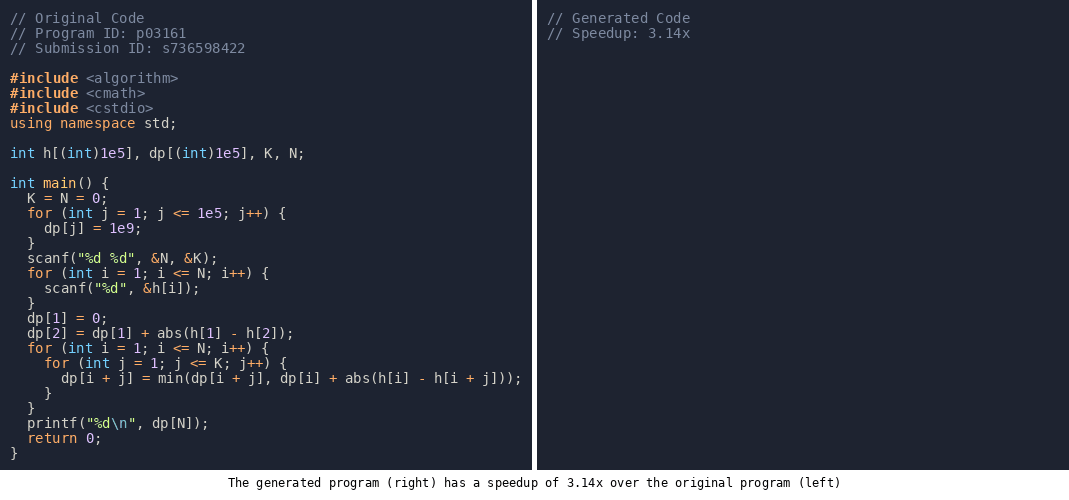 // Original Code
// Program ID: p03161
// Submission ID: s736598422
#include <algorithm>
#include <cmath>
#include <cstdio>
using namespace std;
int h[(int)1e5], dp[(int)1e5], K, N;
int main() {
  K = N = 0;
  for (int j = 1; j <= 1e5; j++) {
    dp[j] = 1e9;
  }
  scanf("%d %d", &N, &K);
  for (int i = 1; i <= N; i++) {
    scanf("%d", &h[i]);
  }
  dp[1] = 0;
  dp[2] = dp[1] + abs(h[1] - h[2]);
  for (int i = 1; i <= N; i++) {
    for (int j = 1; j <= K; j++) {
      dp[i + j] = min(dp[i + j], dp[i] + abs(h[i] - h[i + j]));
    }
  }
  printf("%d\n", dp[N]);
  return 0;
}
// Generated Code
// Speedup: 3.14x
The generated program (right) has a speedup of 3.14x over the original program (left)